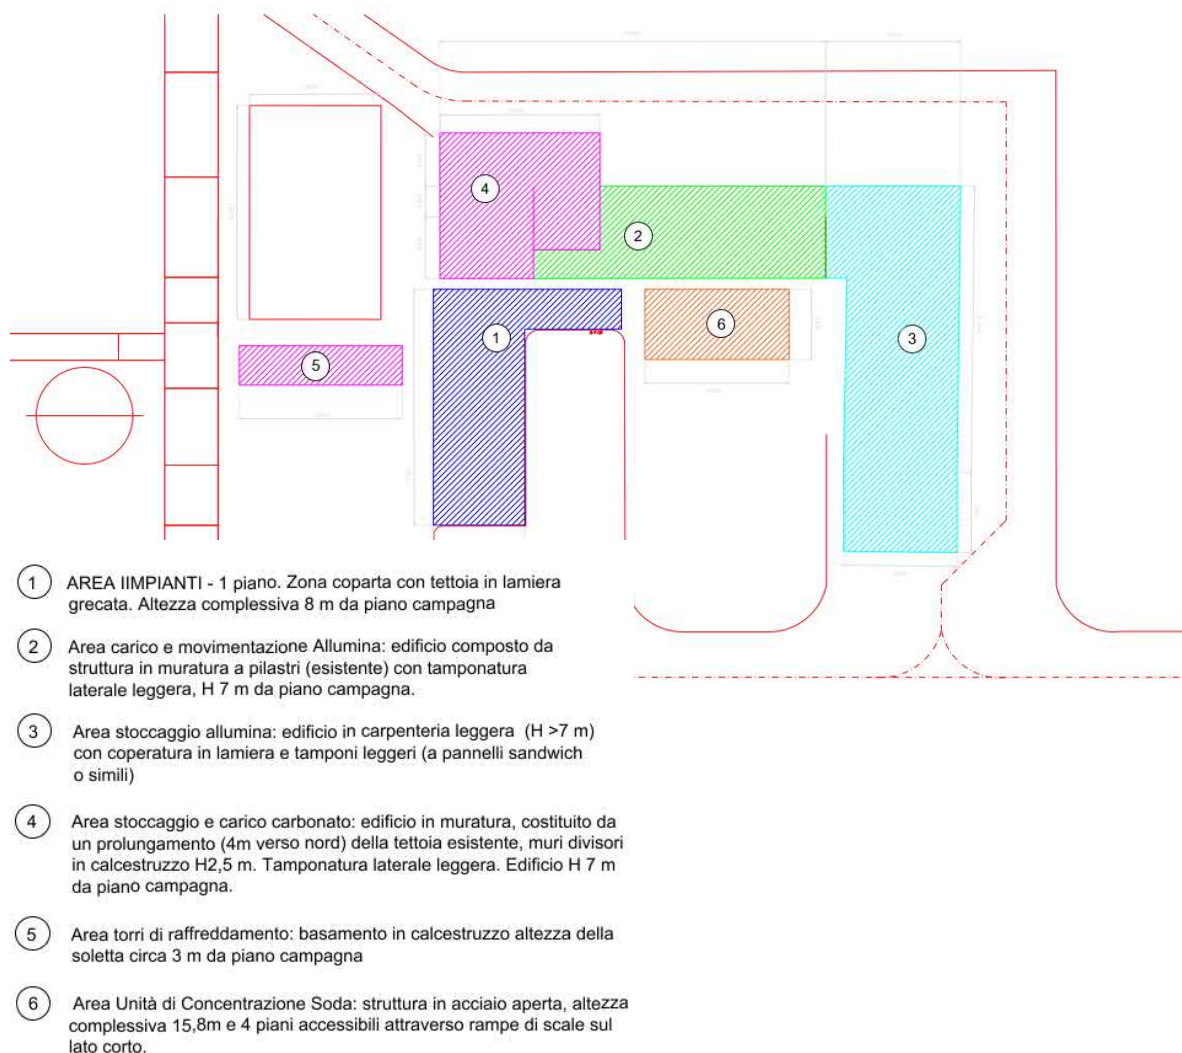 4
2
1
6
3
5
1 AREA IIMPIANTI - 1 piano. Zona coparta con tettoia in lamiera
grecata. Altezza complessiva 8 m da piano campagna
2 Area carico e movimentazione Allumina: edificio composto da
struttura in muratura a pilastri (esistente) con tamponatura
laterale leggera, H 7 m da piano campagna.
3 Area stoccaggio allumina: edificio in carpenteria leggera (H >7 m)
con coperatura in lamiera e tamponi leggeri (a pannelli sandwich
o simili)
4 Area stoccaggio e carico carbonato: edificio in muratura, costituito da
un prolungamento (4m verso nord) della tettoia esistente, muri divisori
in calcestruzzo H2,5 m. Tamponatura laterale leggera. Edificio H 7 m
da piano campagna.
5 Area torri di raffreddamento: basamento in calcestruzzo altezza della
soletta circa 3 m da piano campagna
6 Area Unità di Concentrazione Soda: struttura in acciaio aperta, altezza
complessiva 15,8m e 4 piani accessibili attraverso rampe di scale sul
lato corto.